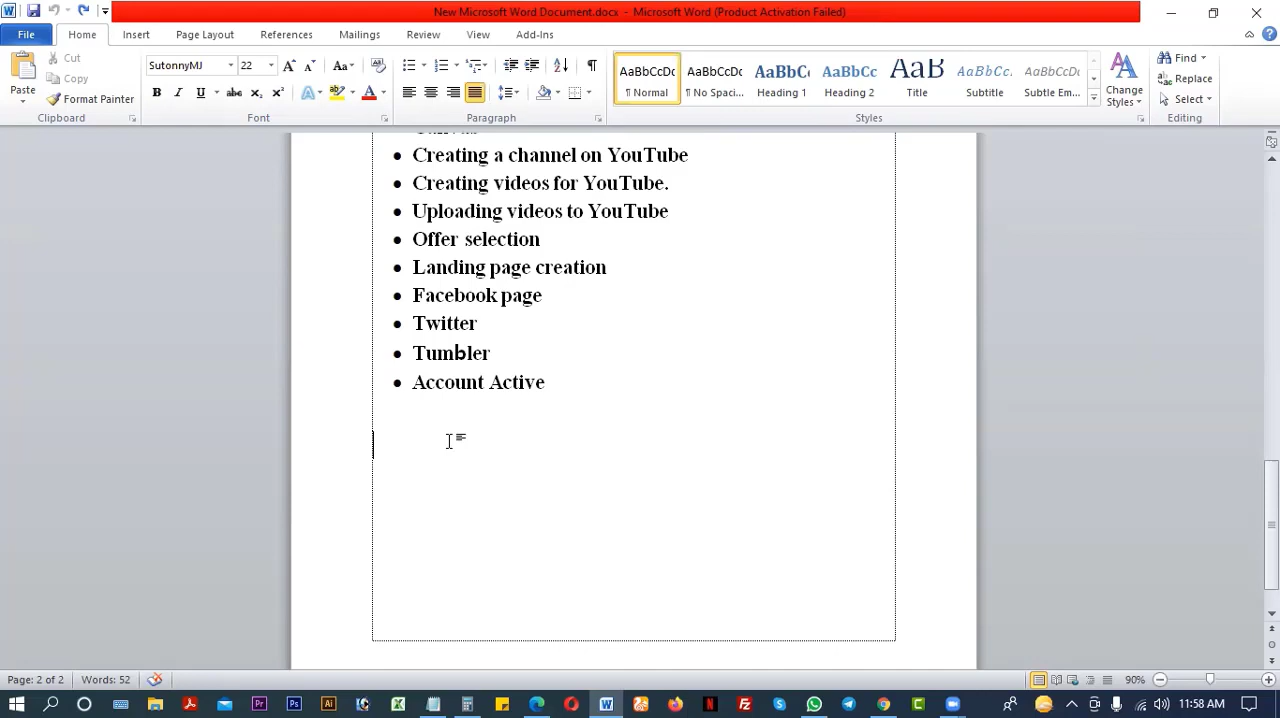 New Microsoft Word Document.docx - Microsoft Word (Product Activation Failed)
File Home Insert Page Layout References Mailings Review View Add-Ins
Paste
Cut
Copy
Format Painter
Clipboard
SutonnyMJ 22
Font
Paragraph
AaBbCcDc AaBbCcDc AaBbCc AaBbCc AaB AaBbCc. AaBbCcDc
¶ Normal ¶ No Spaci... Heading 1 Heading 2 Title Subtitle Subtle Em...
Change Styles
Styles
Find
Replace
Select
Editing
• Creating a channel on YouTube
• Creating videos for YouTube.
• Uploading videos to YouTube
• Offer selection
• Landing page creation
• Facebook page
• Twitter
• Tumbler
• Account Active
Page: 2 of 2 Words: 52 90%
11:58 AM